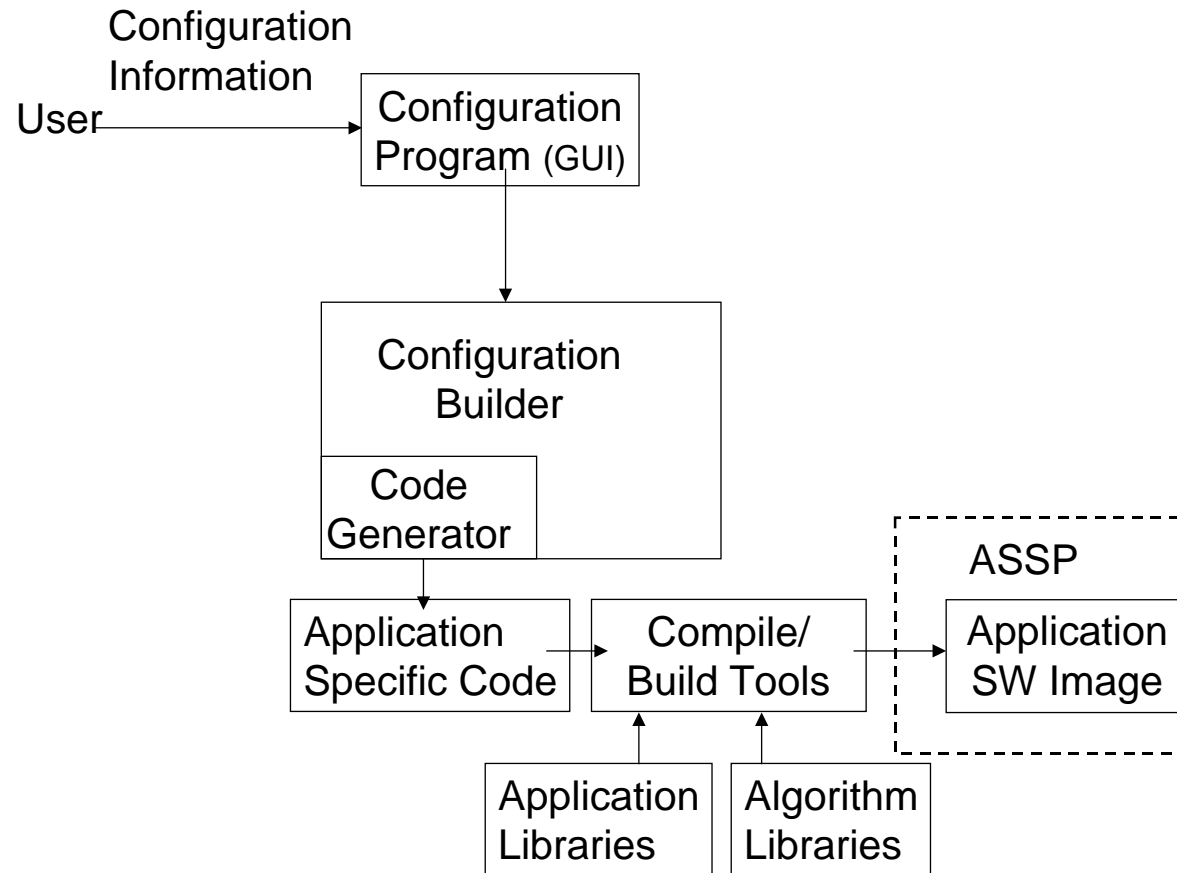 Configuration
Information
User
Configuration
Program (GUI)
Configuration
Builder
Code
Generator
ASSP
Application
Specific Code
Compile/
Build Tools
Application
SW Image
Application
Libraries
Algorithm
Libraries